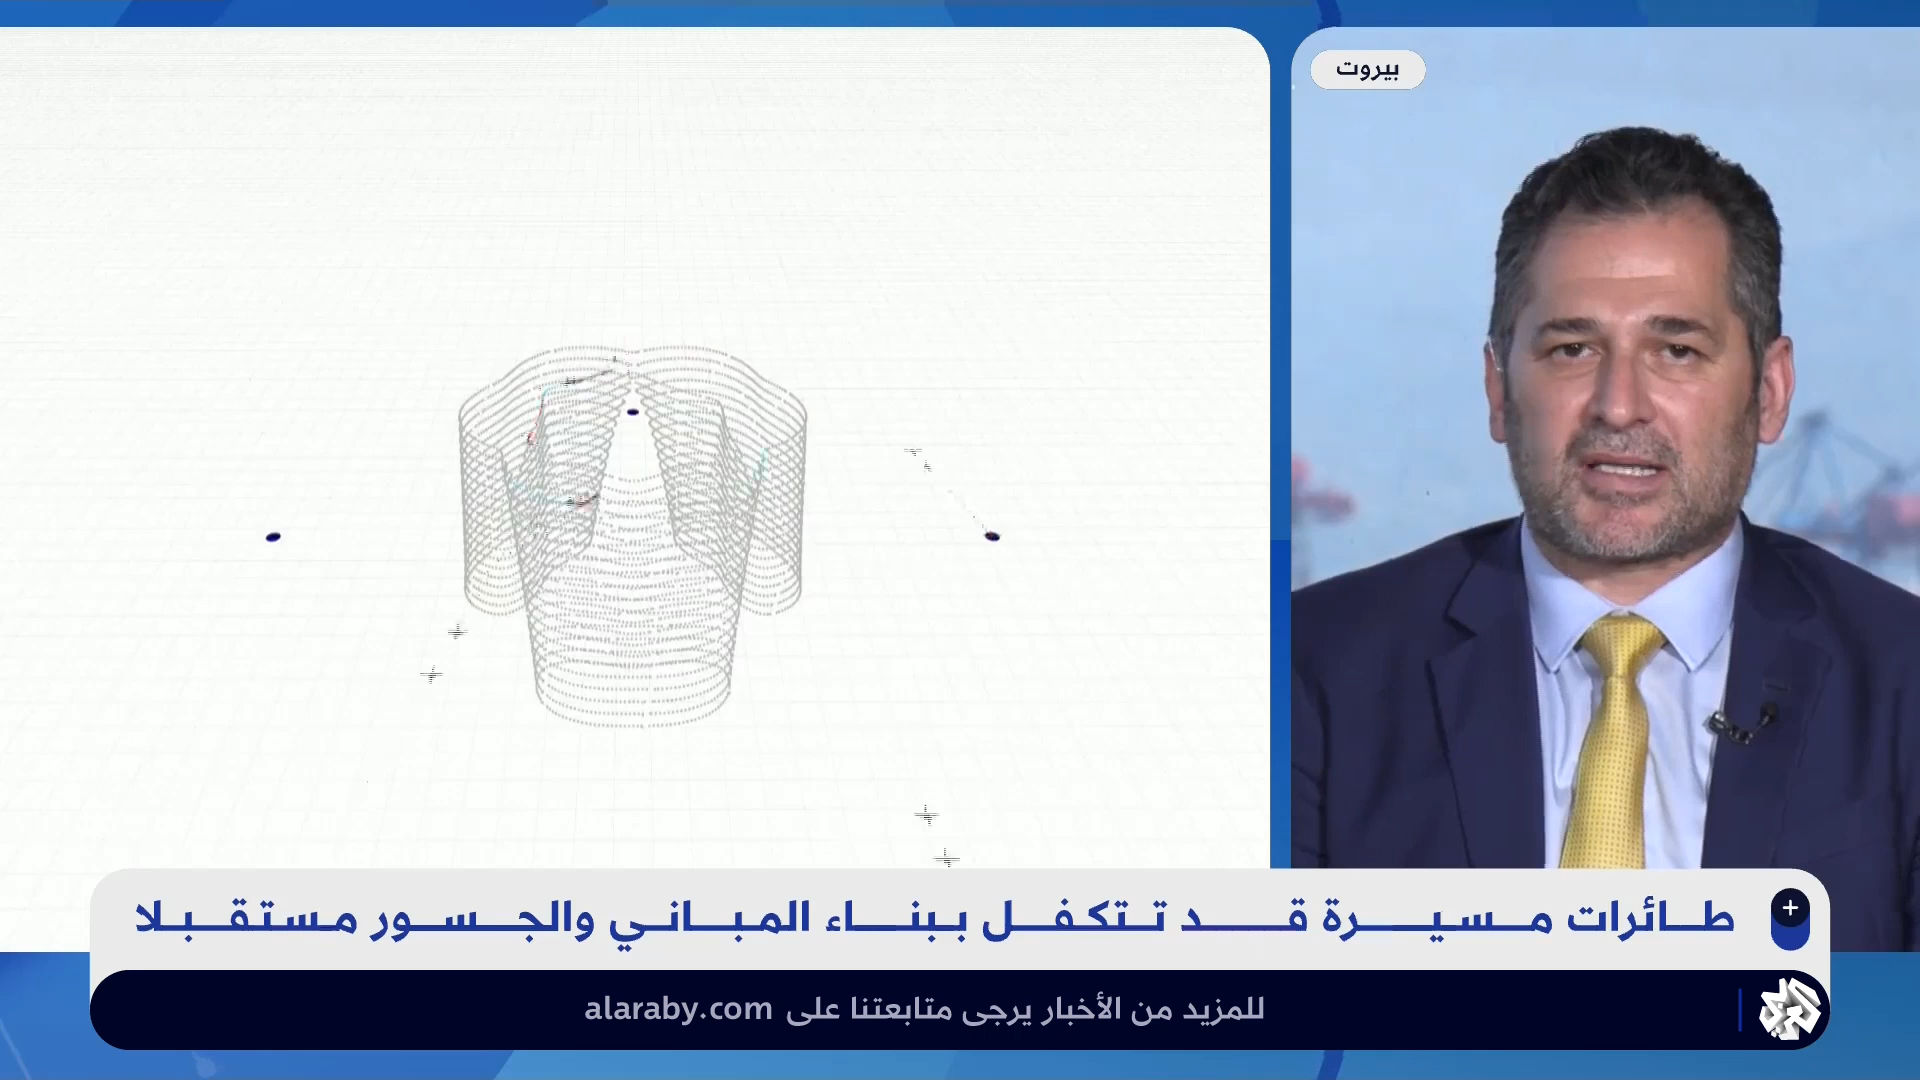 بيروت
طائرات مسيرة قد تتكفل ببناء المباني والجسور مستقبلا
للمزيد من الأخبار يرجى متابعتنا على alaraby.com